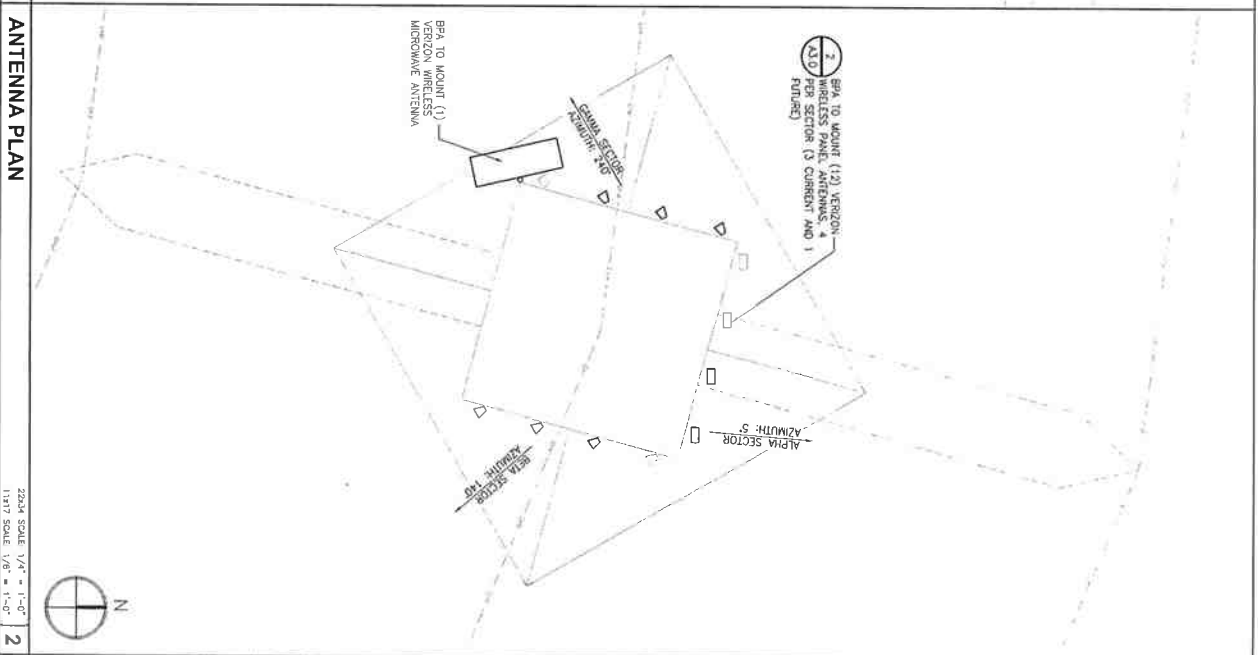 2
A3.0
BPA TO MOUNT (12) VERIZON
WIRELESS PANEL ANTENNAS, 4
PER SECTOR (3 CURRENT AND 1
FUTURE)
BPA TO MOUNT (1)
VERIZON WIRELESS
MICROWAVE ANTENNA
GAMMA SECTOR
AZIMUTH: 240°
ALPHA SECTOR
AZIMUTH: 5°
BETA SECTOR
AZIMUTH: 140°
N
ANTENNA PLAN
22x34 SCALE: 1/4" = 1'-0"
11x17 SCALE: 1/8" = 1'-0"
2